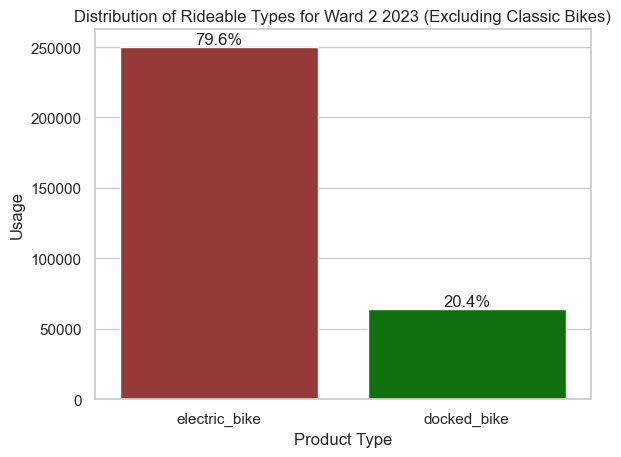 Distribution of Rideable Types for Ward 2 2023 (Excluding Classic Bikes)
79.6%
250000
200000
150000
100000
50000
0
Usage
20.4%
electric_bike
docked_bike
Product Type